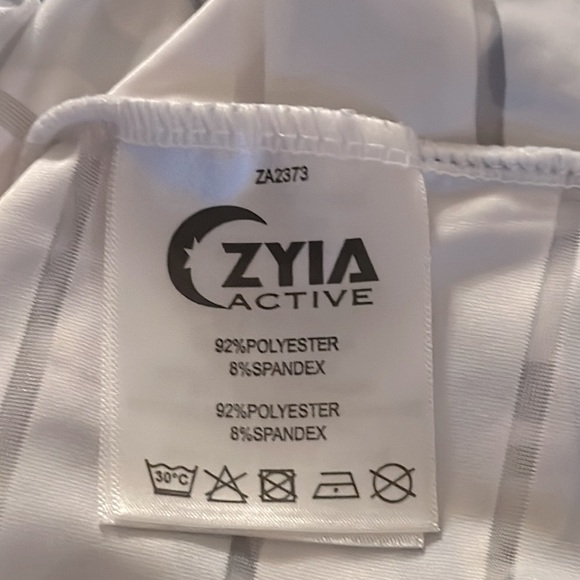 ZA2373
ZYIA
ACTIVE
92%POLYESTER
8%SPANDEX
92%POLYESTER
8%SPANDEX
30°C